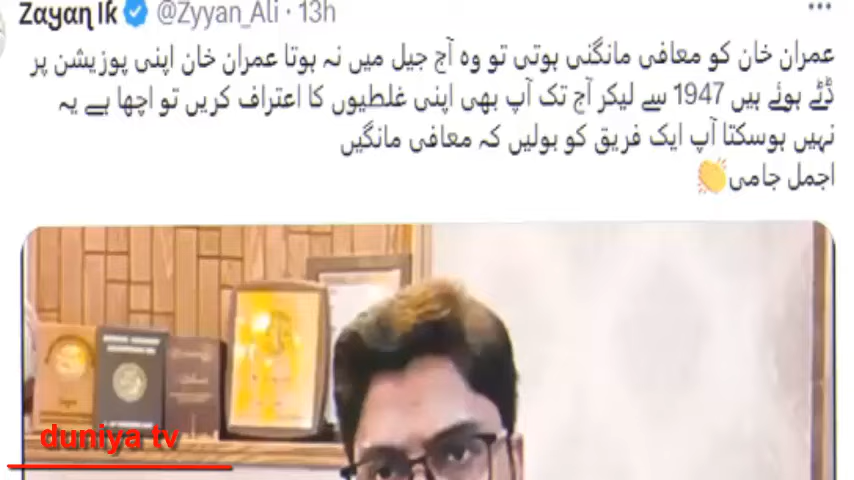 Zayan Ik @Zyyan_Ali · 13h
عمران خان کو معافی مانگنی ہوتی تو وہ آج جیل میں نہ ہوتا عمران خان اپنی پوزیشن پر
ڈٹے ہوئے ہیں 1947 سے لیکر آج تک آپ بھی اپنی غلطیوں کا اعتراف کریں تو اچھا ہے یہ
نہیں ہوسکتا آپ ایک فریق کو بولیں کہ معافی مانگیں
اجمل جامی👏
duniya tv